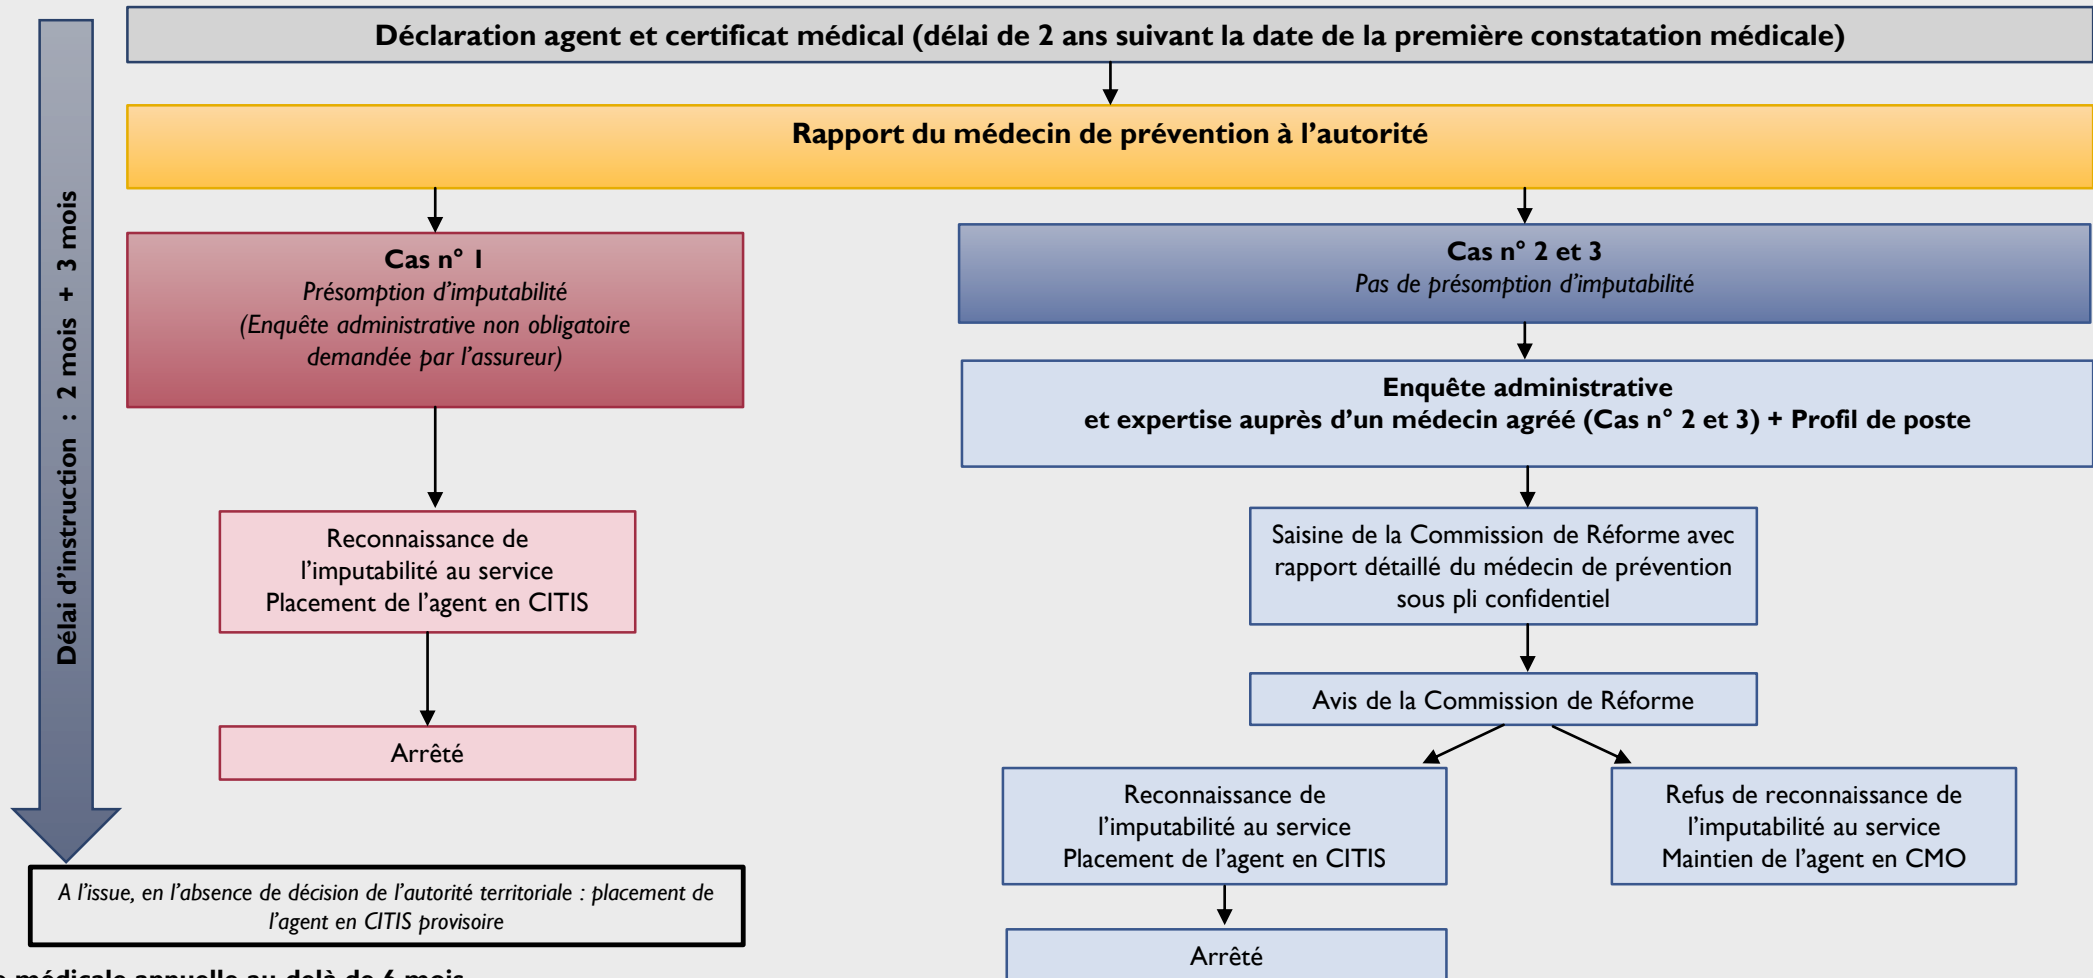 Déclaration agent et certificat médical (délai de 2 ans suivant la date de la première constatation médicale)
Rapport du médecin de prévention à l'autorité
Délai d'instruction : 2 mois + 3 mois
Cas n° 1
Présomption d'imputabilité
(Enquête administrative non obligatoire
demandée par l'assureur)
Reconnaissance de
l'imputabilité au service
Placement de l'agent en CITIS
Arrêté
Cas n° 2 et 3
Pas de présomption d'imputabilité
Enquête administrative
et expertise auprès d'un médecin agréé (Cas n° 2 et 3) + Profil de poste
Saisine de la Commission de Réforme avec
rapport détaillé du médecin de prévention
sous pli confidentiel
Avis de la Commission de Réforme
Reconnaissance de
l'imputabilité au service
Placement de l'agent en CITIS
Arrêté
Refus de reconnaissance de
l'imputabilité au service
Maintien de l'agent en CMO
A l'issue, en l'absence de décision de l'autorité territoriale : placement de
l'agent en CITIS provisoire
médicale annuelle au delà de 6 mois